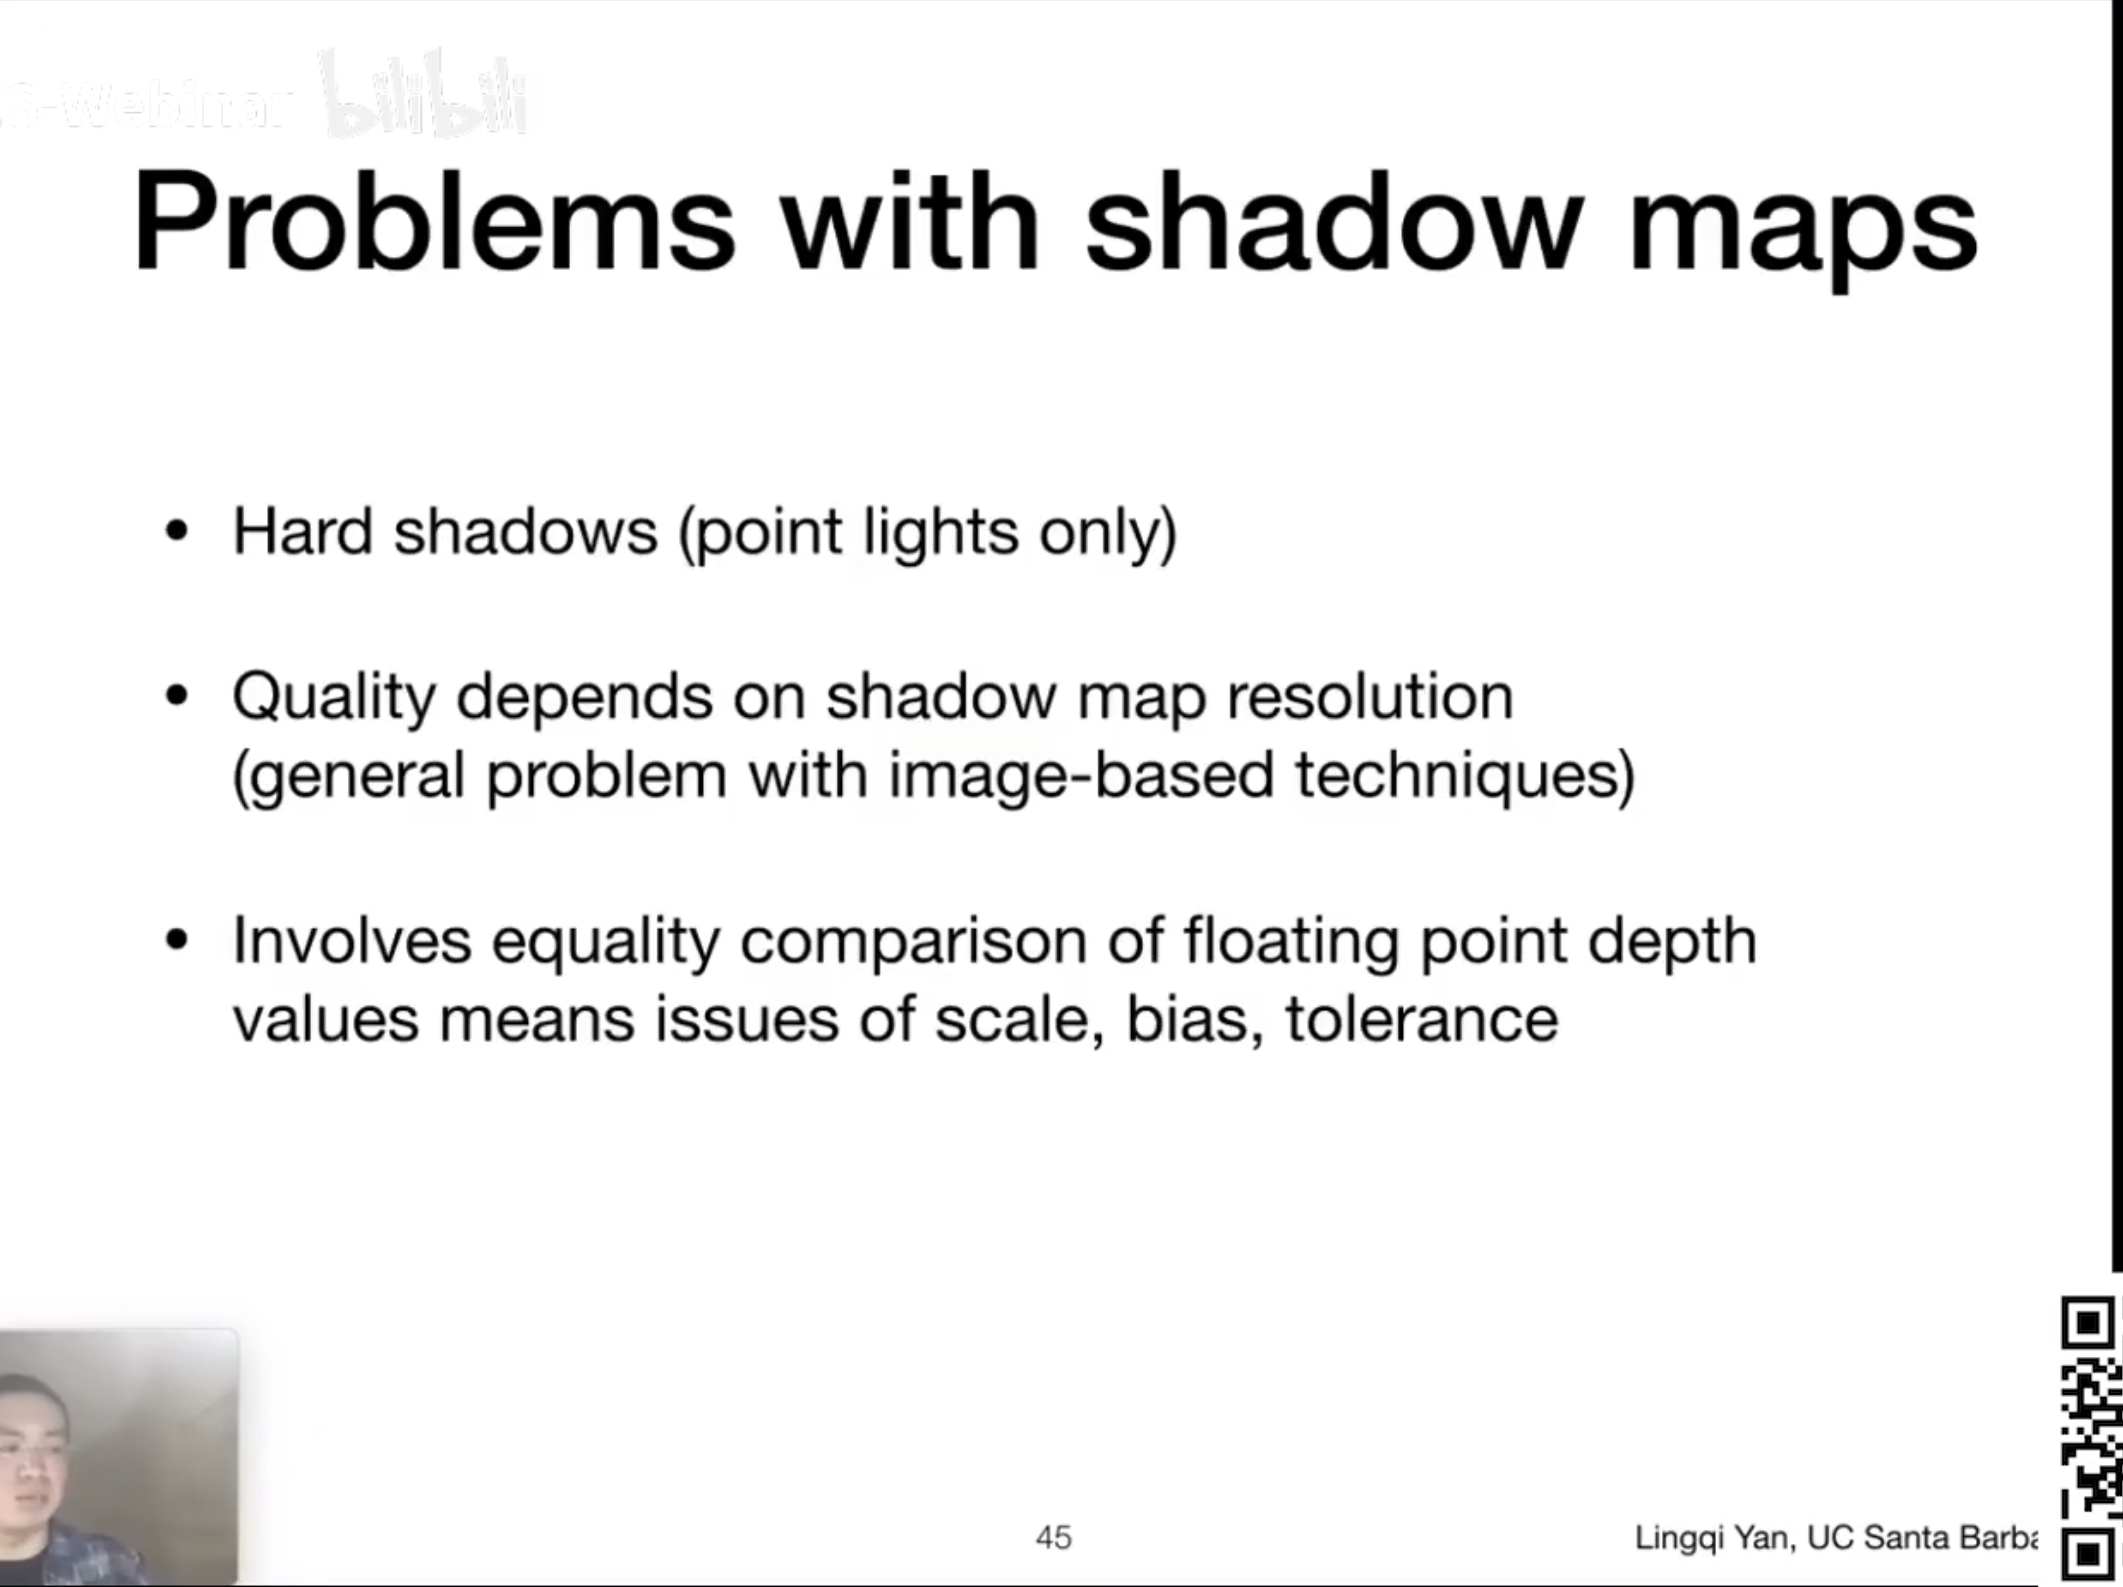 S-Webinar bilibili
Problems with shadow maps
• Hard shadows (point lights only)
• Quality depends on shadow map resolution
(general problem with image-based techniques)
• Involves equality comparison of floating point depth
values means issues of scale, bias, tolerance
45
Lingqi Yan, UC Santa Barba